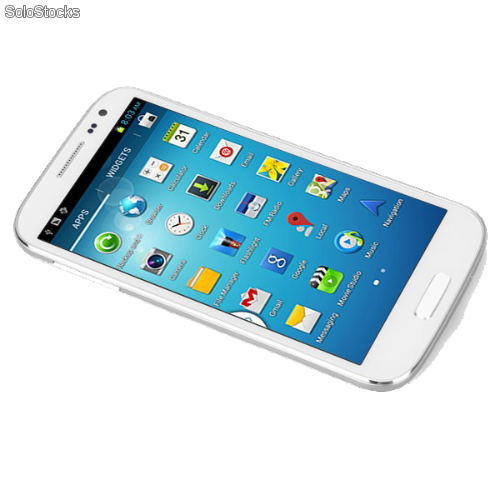 SoloStocks
8:03 AM
APPS
WIDGETS
31
Browser
Calculator
Calendar
Clock
Downloads
Email
Camera
Flashlight
FM Radio
Gallery
File Manager
8
Google
Local
Maps
Gmail
Movie Studio
Music
Navigation
Messaging